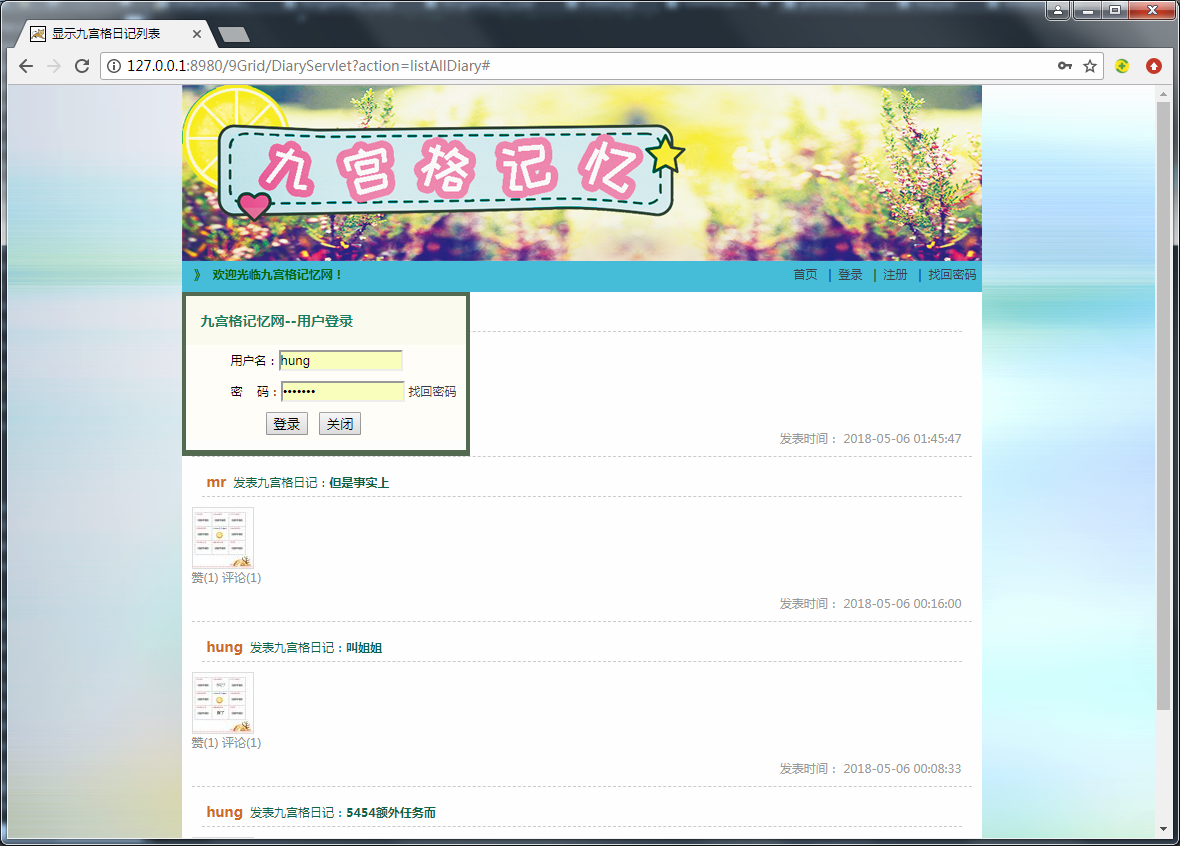 显示九宫格日记列表
127.0.0.1:8980/9Grid/DiaryServlet?action=listAllDiary#
九宫格记忆
》 欢迎光临九宫格记忆网！
首页 | 登录 | 注册 | 找回密码
九宫格记忆网--用户登录
用户名：hung
密 码：••••••• 找回密码
登录 关闭
发表时间： 2018-05-06 01:45:47
mr 发表九宫格日记：但是事实上
赞(1) 评论(1)
发表时间： 2018-05-06 00:16:00
hung 发表九宫格日记：叫姐姐
赞(1) 评论(1)
发表时间： 2018-05-06 00:08:33
hung 发表九宫格日记：5454额外任务而